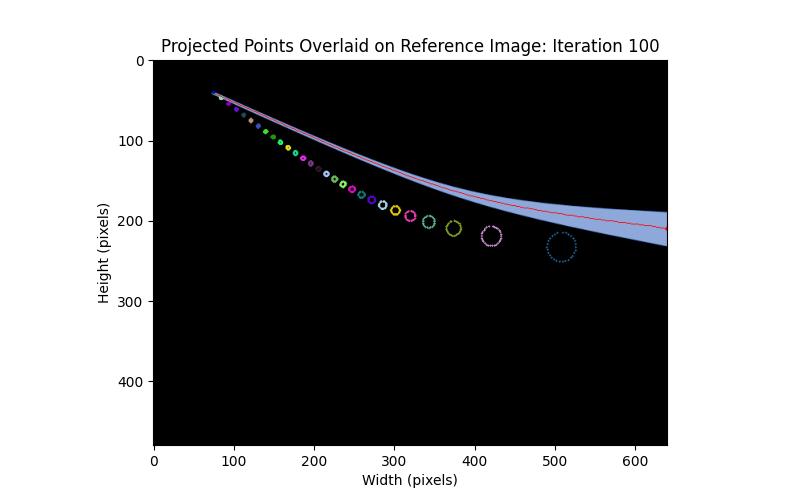 Projected Points Overlaid on Reference Image: Iteration 100
0
100
200
300
400
Height (pixels)
0 100 200 300 400 500 600
Width (pixels)